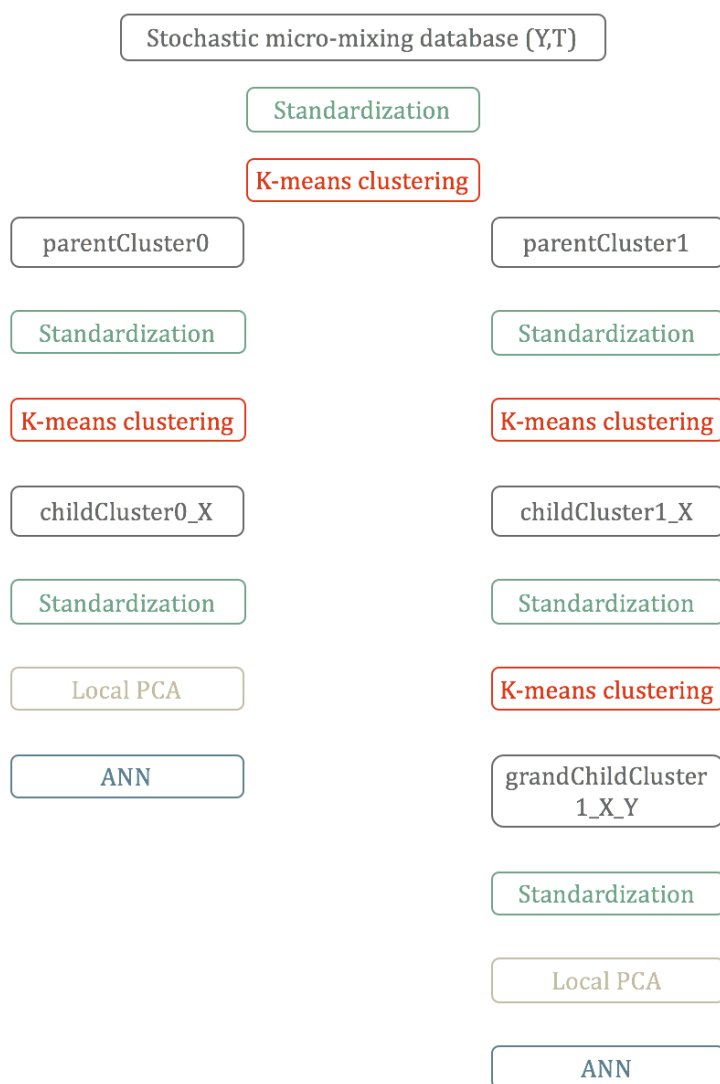 Stochastic micro-mixing database (Y,T)
Standardization
K-means clustering
parentCluster0
parentCluster1
Standardization
Standardization
K-means clustering
K-means clustering
childCluster0_X
childCluster1_X
Standardization
Standardization
Local PCA
K-means clustering
ANN
grandChildCluster
1_X_Y
Standardization
Local PCA
ANN